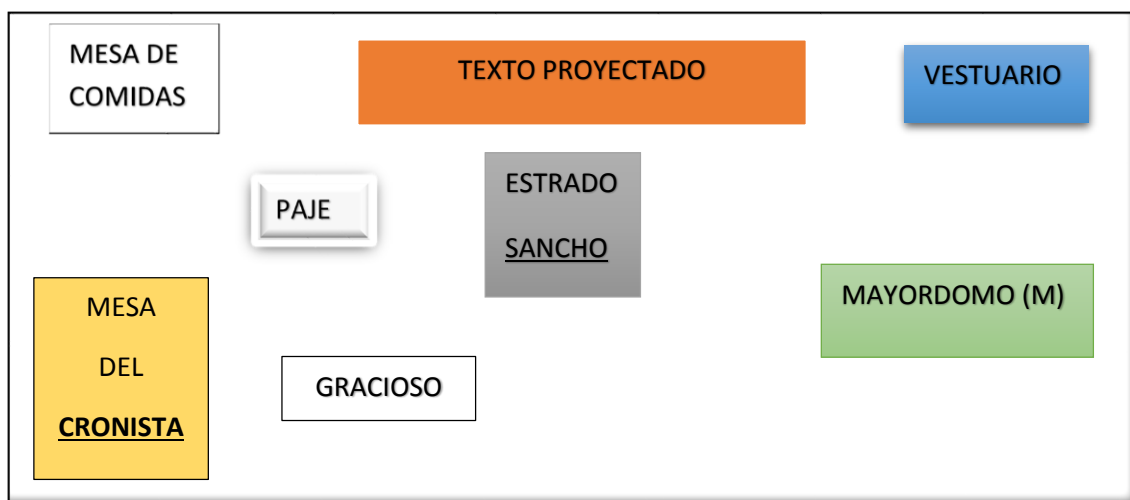 MESA DE
COMIDAS
TEXTO PROYECTADO
VESTUARIO
PAJE
ESTRADO
SANCHO
MESA
DEL
CRONISTA
GRACIOSO
MAYORDOMO (M)